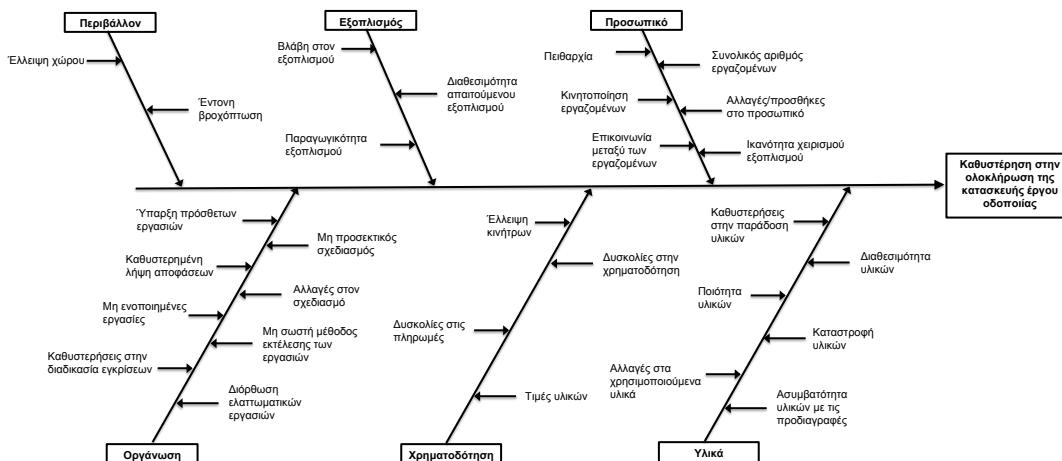 Περιβάλλον
Έλλειψη χώρου
Έντονη
βροχόπτωση
Εξοπλισμός
Βλάβη στον
εξοπλισμό
Διαθεσιμότητα
απαιτούμενου
εξοπλισμού
Παραγωγικότητα
εξοπλισμού
Προσωπικό
Πειθαρχία
Συνολικός αριθμός
εργαζομένων
Κινητοποίηση
εργαζομένων
Αλλαγές/προσθήκες
στο προσωπικό
Επικοινωνία
μεταξύ των
εργαζομένων
Ικανότητα χειρισμού
εξοπλισμού
Καθυστέρηση στην
ολοκλήρωση της
κατασκευής έργου
οδοποιίας
Ύπαρξη πρόσθετων
εργασιών
Μη προσεκτικός
σχεδιασμός
Καθυστερημένη
λήψη αποφάσεων
Αλλαγές στον
σχεδιασμό
Μη ενοποιημένες
εργασίες
Μη σωστή μέθοδος
εκτέλεσης των
εργασιών
Καθυστερήσεις στην
διαδικασία εγκρίσεων
Διόρθωση
ελαττωματικών
εργασιών
Οργάνωση
Έλλειψη
κινήτρων
Δυσκολίες στην
χρηματοδότηση
Δυσκολίες στις
πληρωμές
Τιμές υλικών
Χρηματοδότηση
Καθυστερήσεις
στην παράδοση
υλικών
Διαθεσιμότητα
υλικών
Ποιότητα
υλικών
Καταστροφή
υλικών
Αλλαγές στα
χρησιμοποιούμενα
υλικά
Ασυμβατότητα
υλικών με τις
προδιαγραφές
Υλικά